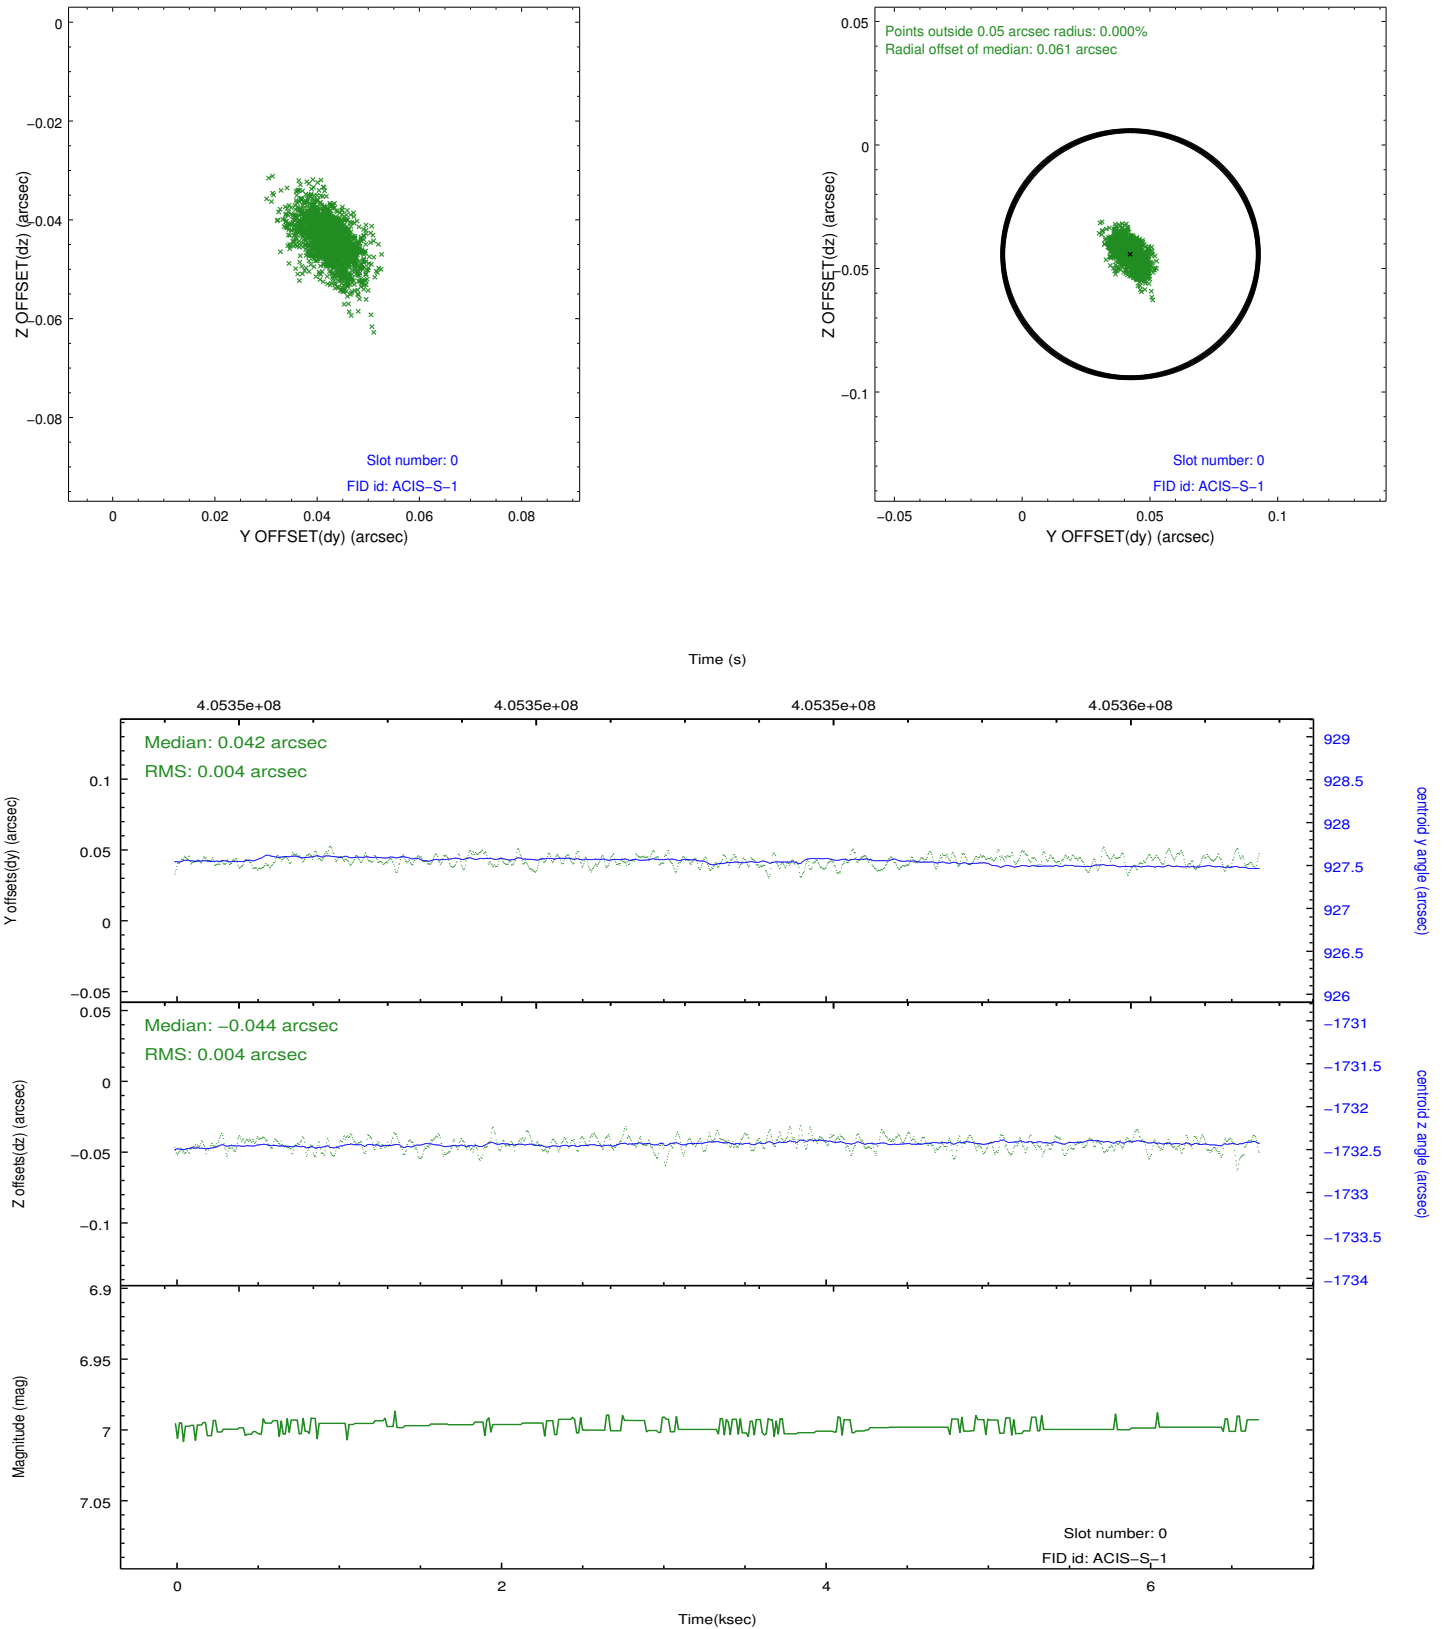 0
−0.02
−0.04
−0.06
−0.08
Z OFFSET(dz) (arcsec)
Slot number: 0
FID id: ACIS−S−1
0
0.02
0.04
0.06
0.08
Y OFFSET(dy) (arcsec)
Points outside 0.05 arcsec radius: 0.000%
Radial offset of median: 0.061 arcsec
0.05
0
−0.05
−0.1
Z OFFSET(dz) (arcsec)
Slot number: 0
FID id: ACIS−S−1
−0.05
0
0.05
0.1
Y OFFSET(dy) (arcsec)
Time (s)
4.0535e+08
4.0535e+08
4.0535e+08
4.0536e+08
Median: 0.042 arcsec
RMS: 0.004 arcsec
0.1
0.05
0
−0.05
Y offsets(dy) (arcsec)
929
928.5
928
927.5
927
926.5
926
centroid y angle (arcsec)
Median: −0.044 arcsec
RMS: 0.004 arcsec
0.05
0
−0.05
−0.1
Z offsets(dz) (arcsec)
−1731
−1731.5
−1732
−1732.5
−1733
−1733.5
−1734
centroid z angle (arcsec)
6.9
6.95
7
7.05
Magnitude (mag)
Slot number: 0
FID id: ACIS−S−1
0
2
4
6
Time(ksec)